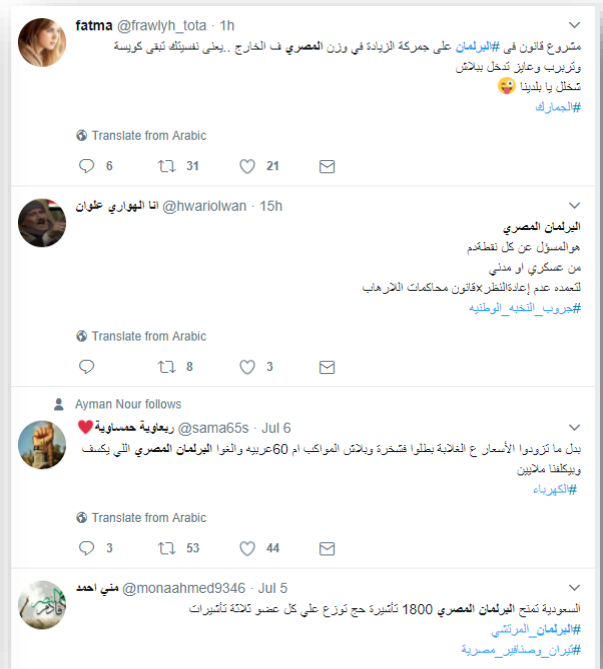 fatma @frawlyh_tota · 1h
مشروع قانون فى #البرلمان على جمركة الزيادة في وزن المصري ف الخارج ..يعنى نفسيتك تبقى كويسة
وتربرب وعايز تدخل ببلاش
شخلل يا بلدينا 😜
#الجمارك
Translate from Arabic
6 31 21
انا الهواري علوان @hwariolwan · 15h
البرلمان المصري
هوالمسؤل عن كل نقطةدم
من عسكري او مدني
لتعمده عدم إعادةالنظرxقانون محاكمات اللارهاب
#جروب_النخبه_الوطنيه
Translate from Arabic
8 3
Ayman Nour follows
ربعاوية حمساوية❤ @sama65s · Jul 6
بدل ما تزودوا الأسعار ع الغلابة بطلوا فشخرة وبلاش المواكب ام 60عربيه والغوا البرلمان المصري اللي يكسف
وبيكلفنا ملايين
#الكهرباء
Translate from Arabic
3 53 44
مني احمد @monaahmed9346 · Jul 5
السعودية تمنح البرلمان المصري 1800 تأشيرة حج توزع علي كل عضو ثلاثة تأشيرات
#البرلمان_المرتشي
#تيران_وصنافير_مصرية